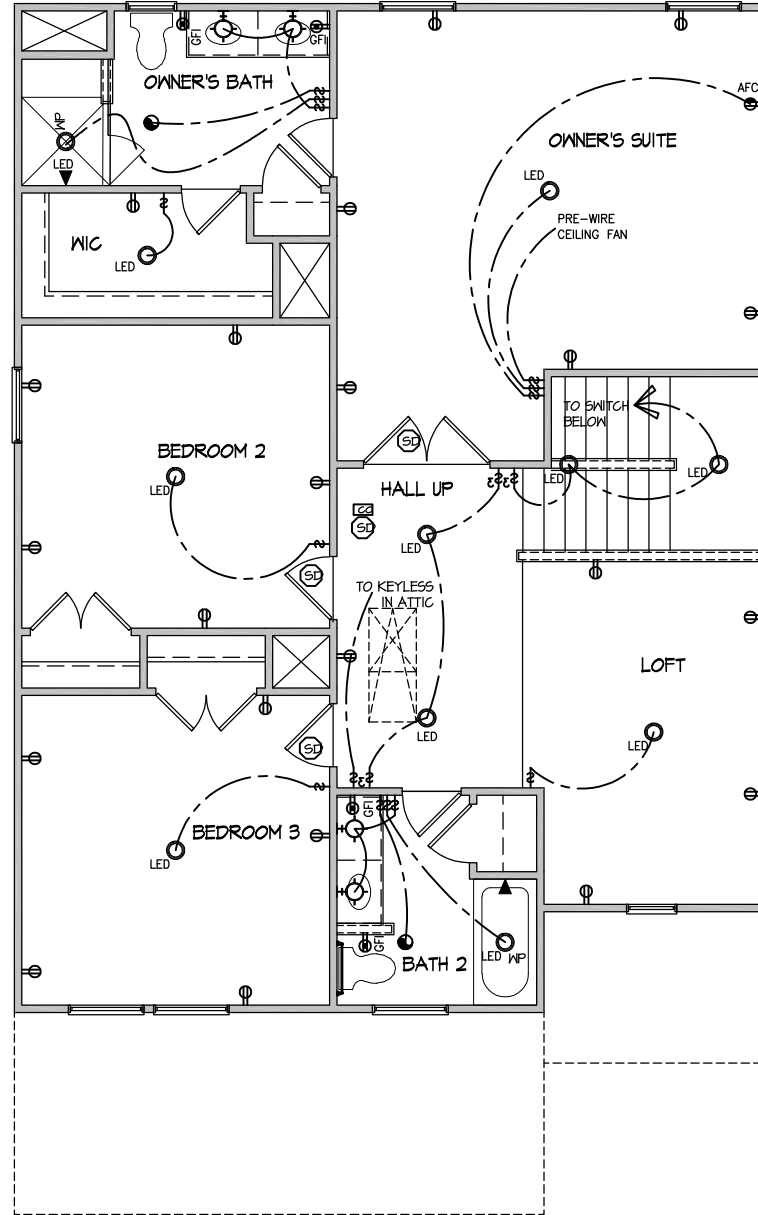 GFI
GFI
OWNER'S BATH
AFC
WP
LED
OWNER'S SUITE
LED
PRE-WIRE
CEILING FAN
WIC
LED
TO SWITCH
BELOW
SD
BEDROOM 2
LED
HALL UP
LED
LED
CO
SD
LED
SD
TO KEYLESS
IN ATTIC
LOFT
LED
LED
SD
GFI
BEDROOM 3
LED
GFI
BATH 2
LED
WP